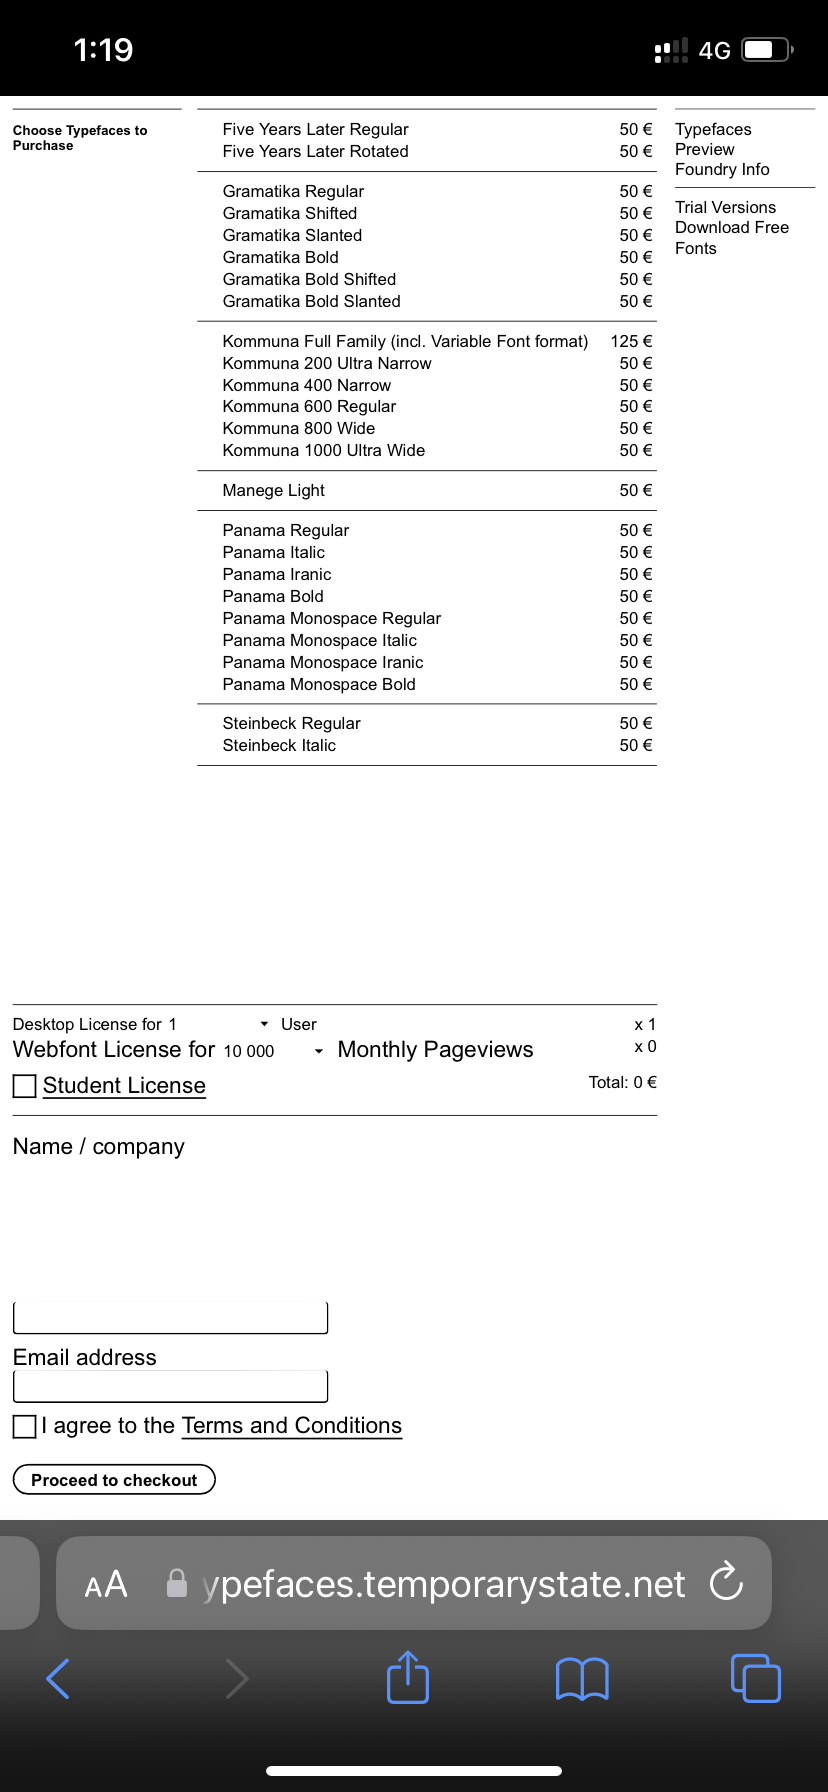 1:19
4G
Choose Typefaces to
Purchase
Five Years Later Regular 50 €
Five Years Later Rotated 50 €
Gramatika Regular 50 €
Gramatika Shifted 50 €
Gramatika Slanted 50 €
Gramatika Bold 50 €
Gramatika Bold Shifted 50 €
Gramatika Bold Slanted 50 €
Kommuna Full Family (incl. Variable Font format) 125 €
Kommuna 200 Ultra Narrow 50 €
Kommuna 400 Narrow 50 €
Kommuna 600 Regular 50 €
Kommuna 800 Wide 50 €
Kommuna 1000 Ultra Wide 50 €
Manege Light 50 €
Panama Regular 50 €
Panama Italic 50 €
Panama Iranic 50 €
Panama Bold 50 €
Panama Monospace Regular 50 €
Panama Monospace Italic 50 €
Panama Monospace Iranic 50 €
Panama Monospace Bold 50 €
Steinbeck Regular 50 €
Steinbeck Italic 50 €
Typefaces
Preview
Foundry Info
Trial Versions
Download Free
Fonts
Desktop License for 1 User x 1
Webfont License for 10 000 Monthly Pageviews x 0
Student License Total: 0 €
Name / company
Email address
I agree to the Terms and Conditions
Proceed to checkout
AA ypefaces.temporarystate.net